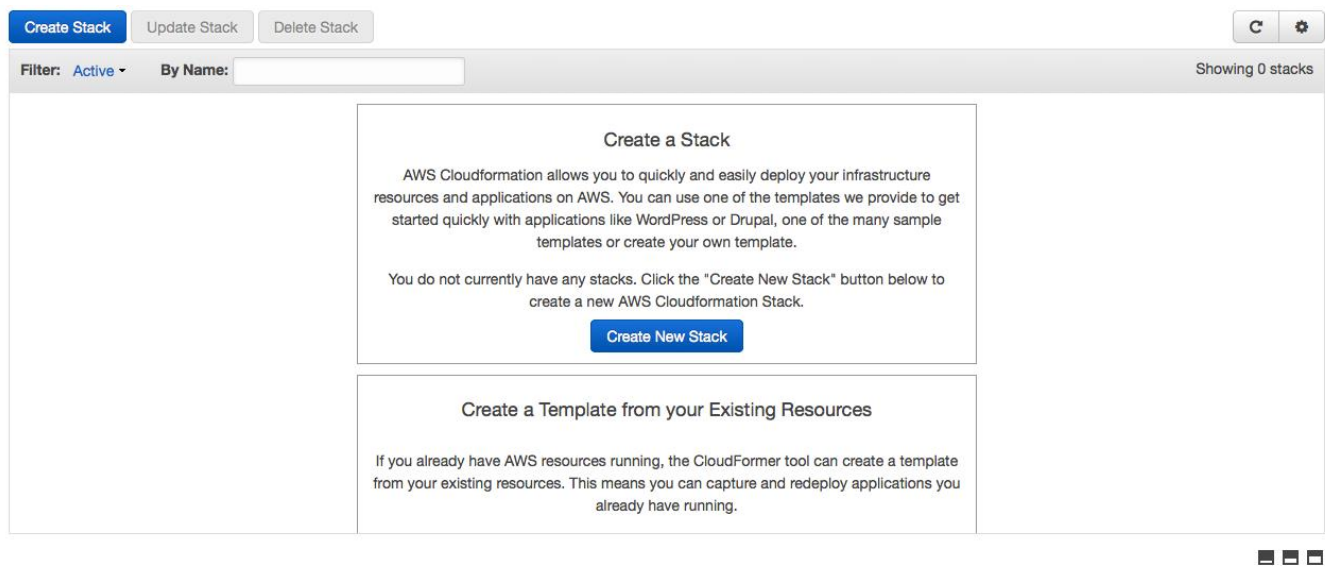 Create Stack Update Stack Delete Stack
Filter: Active By Name: Showing 0 stacks
Create a Stack
AWS Cloudformation allows you to quickly and easily deploy your infrastructure
resources and applications on AWS. You can use one of the templates we provide to get
started quickly with applications like WordPress or Drupal, one of the many sample
templates or create your own template.
You do not currently have any stacks. Click the "Create New Stack" button below to
create a new AWS Cloudformation Stack.
Create New Stack
Create a Template from your Existing Resources
If you already have AWS resources running, the CloudFormer tool can create a template
from your existing resources. This means you can capture and redeploy applications you
already have running.